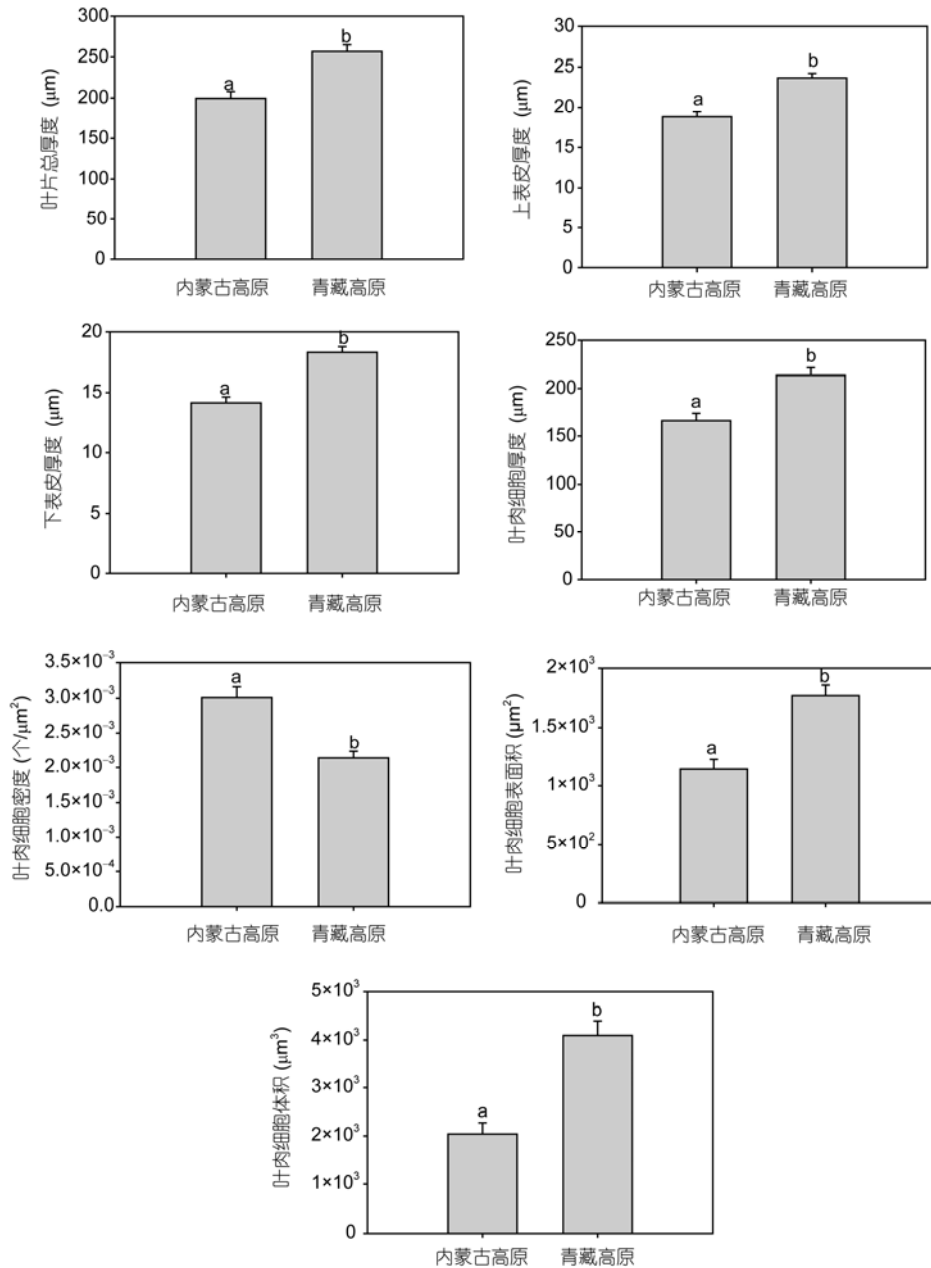 叶片总厚度 (μm)
300
250
200
150
100
50
0
a
b
内蒙古高原 青藏高原
上表皮厚度 (μm)
30
25
20
15
10
5
0
a
b
内蒙古高原 青藏高原
下表皮厚度 (μm)
20
15
10
5
0
a
b
内蒙古高原 青藏高原
叶肉细胞厚度 (μm)
250
200
150
100
50
0
a
b
内蒙古高原 青藏高原
叶肉细胞密度 (个/μm²)
3.5×10⁻³
3.0×10⁻³
2.5×10⁻³
2.0×10⁻³
1.5×10⁻³
1.0×10⁻³
5.0×10⁻⁴
0.0
a
b
内蒙古高原 青藏高原
叶肉细胞表面积 (μm²)
2×10³
1.5×10³
1×10³
5×10²
0
a
b
内蒙古高原 青藏高原
叶肉细胞体积 (μm³)
5×10³
4×10³
3×10³
2×10³
1×10³
0
a
b
内蒙古高原 青藏高原